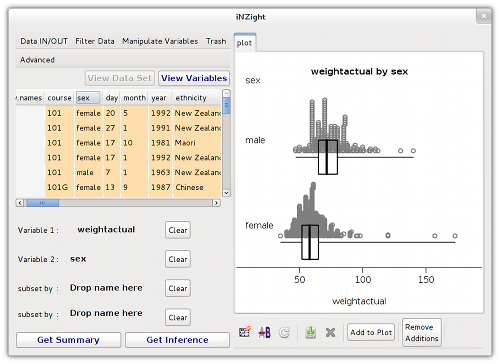 iNZight
Data IN/OUT Filter Data Manipulate Variables Trash
Advanced
View Data Set View Variables
.names course sex day month year ethnicity
101 female 20 5 1992 New Zealand
101 female 27 1 1991 New Zealand
101 female 17 10 1981 Maori
101 female 17 1 1992 New Zealand
101 male 7 1 1963 New Zealand
101G female 13 9 1987 Chinese
Variable 1 : weightactual Clear
Variable 2 : sex Clear
subset by : Drop name here Clear
subset by : Drop name here Clear
Get Summary Get Inference
plot
sex
weightactual by sex
male
female
50 100 150
weightactual
Add to Plot
Remove
Additions